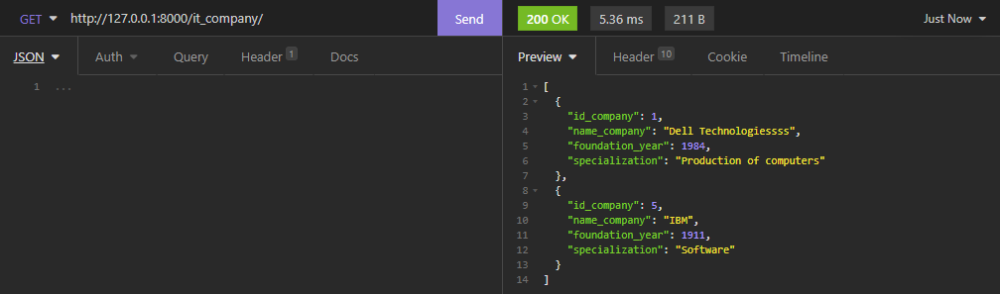 GET http://127.0.0.1:8000/it_company/ Send 200 OK 5.36 ms 211 B Just Now
JSON Auth Query Header 1 Docs Preview Header 10 Cookie Timeline
1 ...
1 [
2 {
3 "id_company": 1,
4 "name_company": "Dell Technologiessss",
5 "foundation_year": 1984,
6 "specialization": "Production of computers"
7 },
8 {
9 "id_company": 5,
10 "name_company": "IBM",
11 "foundation_year": 1911,
12 "specialization": "Software"
13 }
14 ]